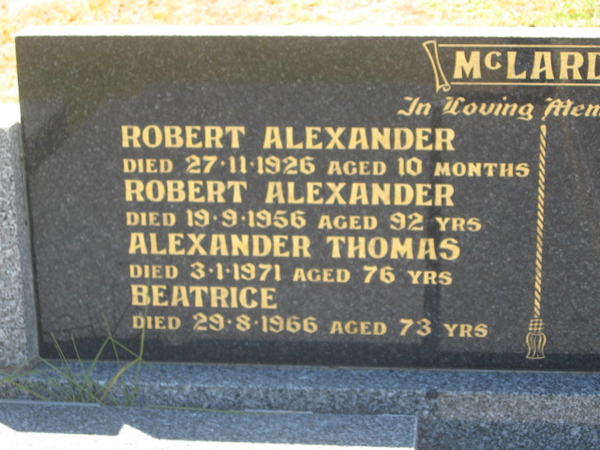 McLARD
In Loving Mem
ROBERT ALEXANDER
DIED 27·11·1926 AGED 10 MONTHS
ROBERT ALEXANDER
DIED 19·9·1956 AGED 92 YRS
ALEXANDER THOMAS
DIED 3·1·1971 AGED 76 YRS
BEATRICE
DIED 29·8·1966 AGED 73 YRS